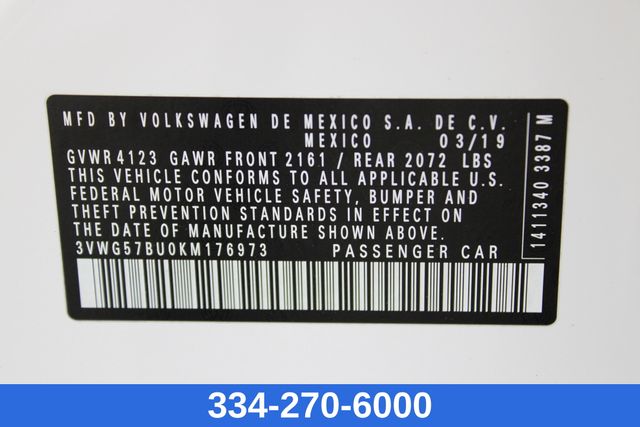 MFD BY VOLKSWAGEN DE MEXICO S.A. DE C.V.
MEXICO 03/19
GVWR 4123 GAWR FRONT 2161 / REAR 2072 LBS
THIS VEHICLE CONFORMS TO ALL APPLICABLE U.S.
FEDERAL MOTOR VEHICLE SAFETY, BUMPER AND
THEFT PREVENTION STANDARDS IN EFFECT ON
THE DATE OF MANUFACTURE SHOWN ABOVE.
3VWG57BU0KM176973 PASSENGER CAR
1411340 3387 M
334-270-6000